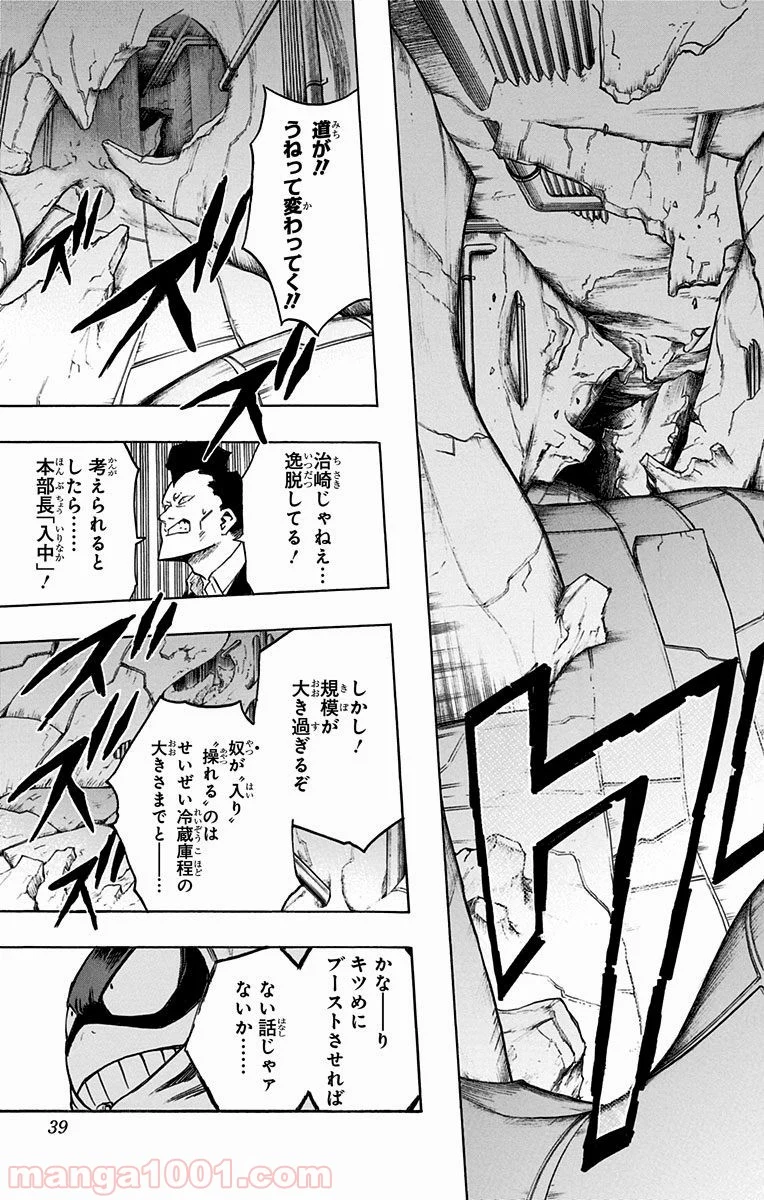 グ
道が!!
うねって変わってく!!
ズ
ズ
ズ
治崎じゃねえ…
逸脱してる
考えられると
したら……
本部長「入中」!
ズ
ズ
ズ
しかし!
規模が
大き過ぎるぞ
奴が〝入り〟
〝操れる〟のは
せいぜい冷蔵庫程の
大きさまでと―――…
かな――り
キツめに
ブーストさせれば
ない話じゃァ
ないか……
39
manga1001.com